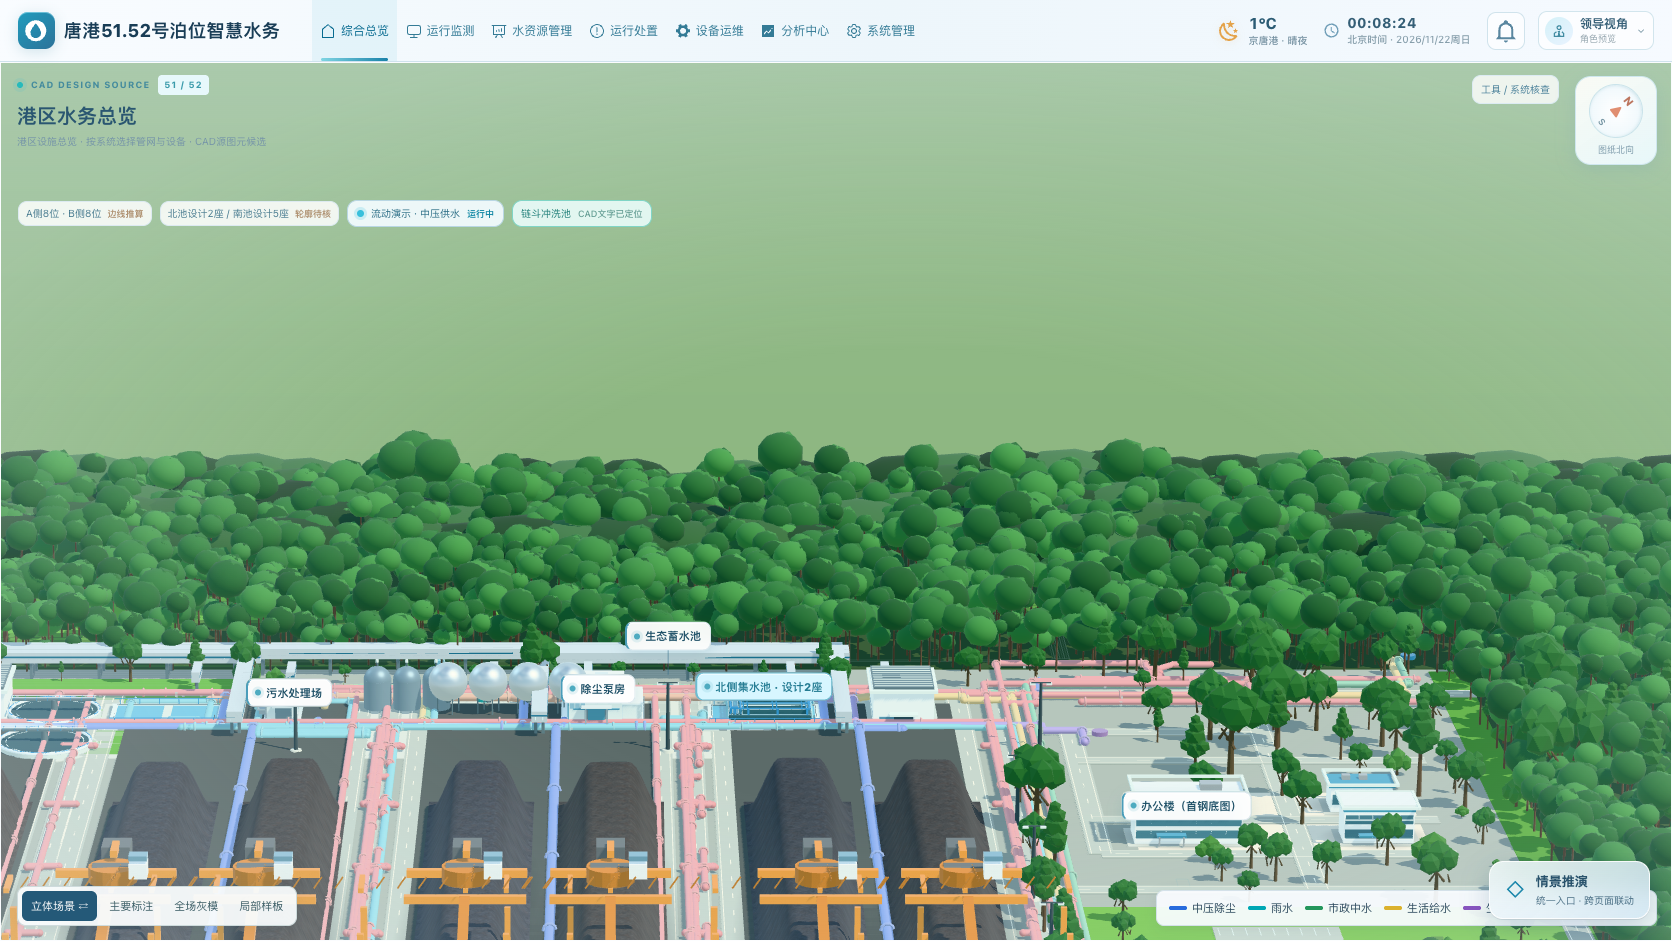 唐港51.52号泊位智慧水务
综合总览
运行监测
水资源管理
运行处置
设备运维
分析中心
系统管理
1°C
京唐港 · 晴夜
00:08:24
北京时间 · 2026/11/22周日
领导视角
角色预览
CAD DESIGN SOURCE
51 / 52
港区水务总览
港区设施总览 · 按系统选择管网与设备 · CAD源图元候选
工具 / 系统核查
N
S
图纸北向
A侧8位 · B侧8位 边线推算
北池设计2座 / 南池设计5座 轮廓待核
流动演示 · 中压供水 运行中
链斗冲洗池 CAD文字已定位
生态蓄水池
污水处理场
除尘泵房
北侧集水池 · 设计2座
办公楼（首钢底图）
立体场景
主要标注
全场灰模
局部样板
中压除尘
雨水
市政中水
生活给水
情景推演
统一入口 · 跨页面联动